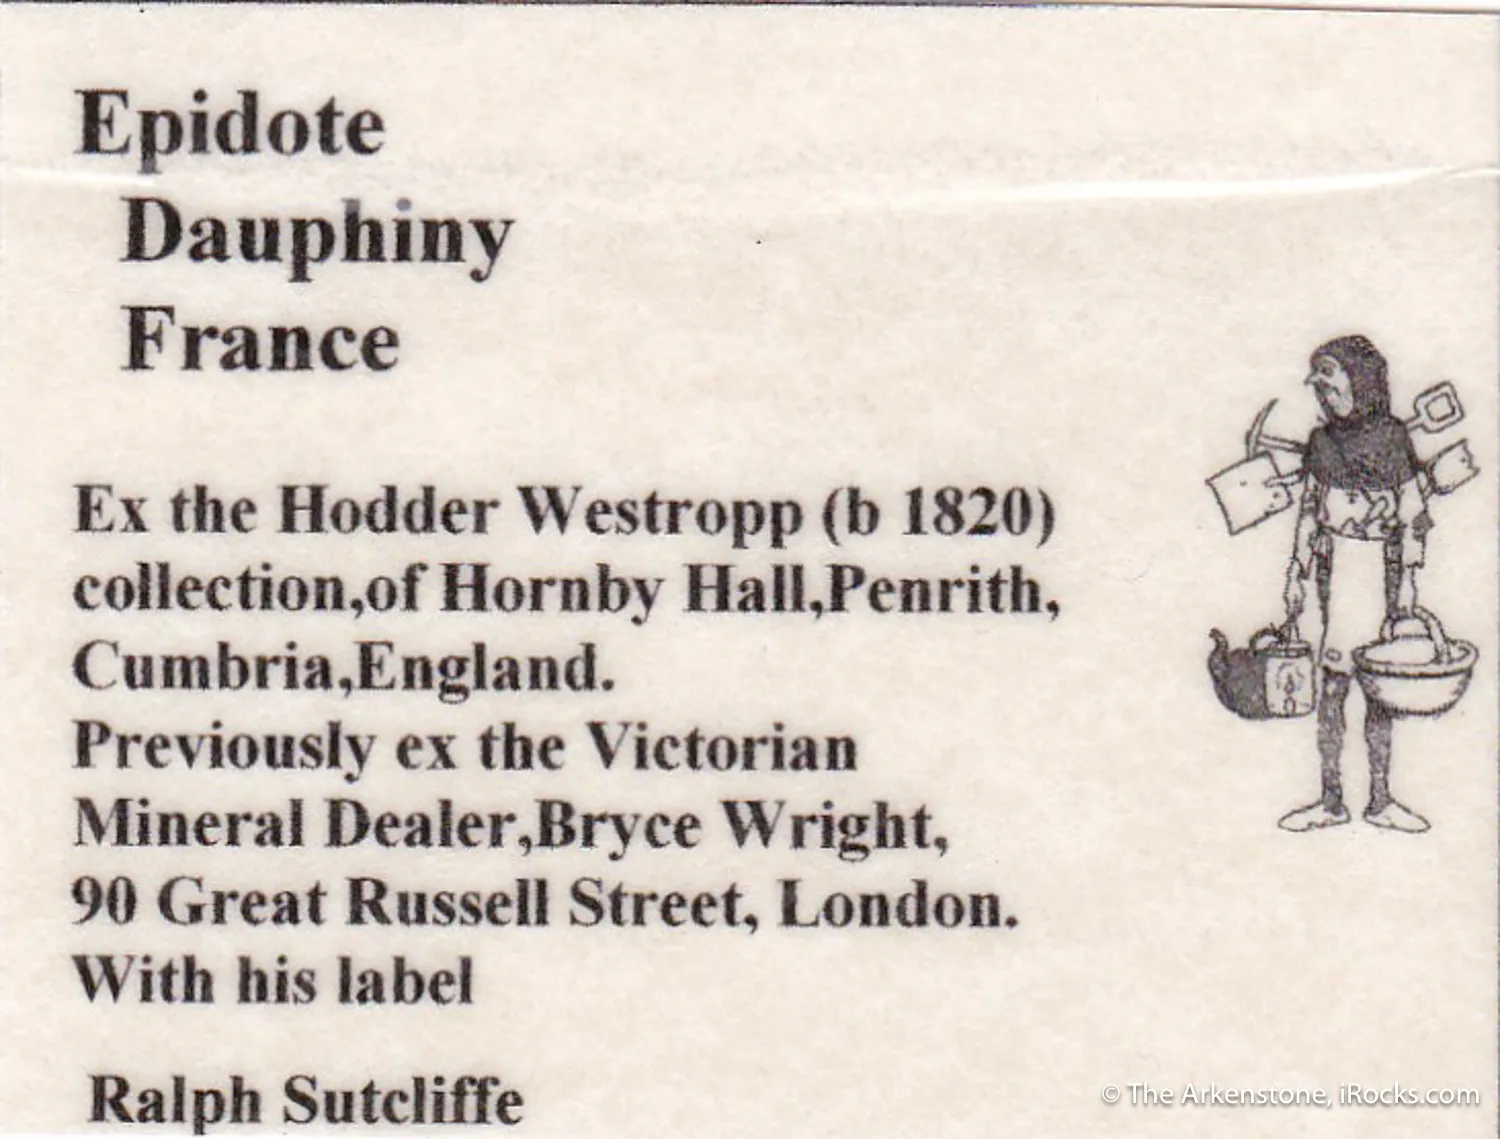 Epidote
Dauphiny
France
Ex the Hodder Westropp (b 1820)
collection,of Hornby Hall,Penrith,
Cumbria,England.
Previously ex the Victorian
Mineral Dealer,Bryce Wright,
90 Great Russell Street, London.
With his label
Ralph Sutcliffe
© The Arkenstone, iRocks.com